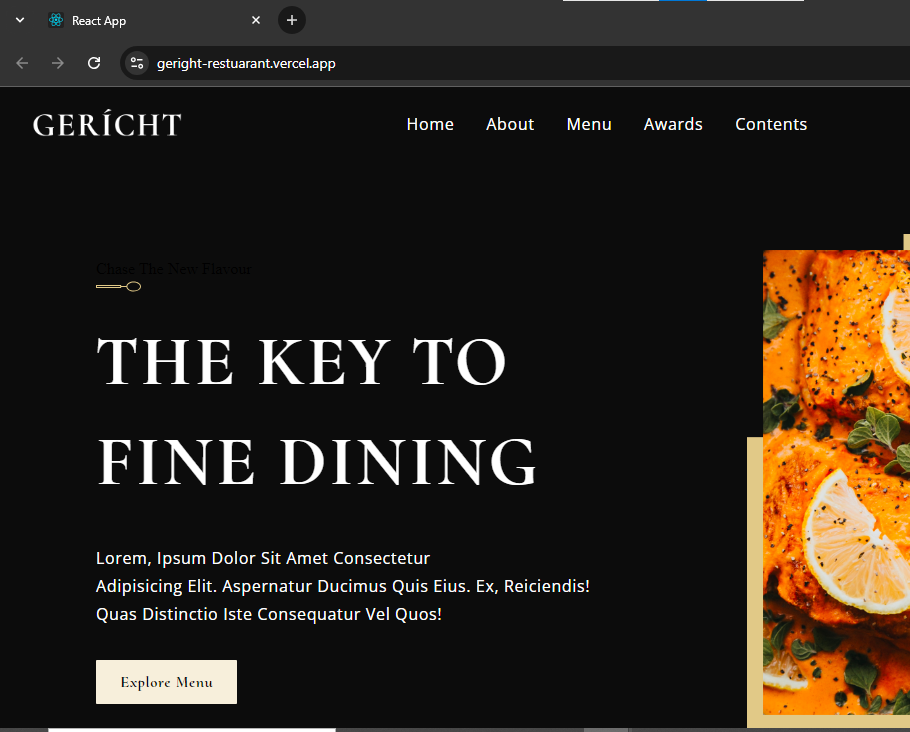 React App
geright-restuarant.vercel.app
GERÍCHT
Home About Menu Awards Contents
Chase The New Flavour
THE KEY TO
FINE DINING
Lorem, Ipsum Dolor Sit Amet Consectetur
Adipisicing Elit. Aspernatur Ducimus Quis Eius. Ex, Reiciendis!
Quas Distinctio Iste Consequatur Vel Quos!
Explore Menu